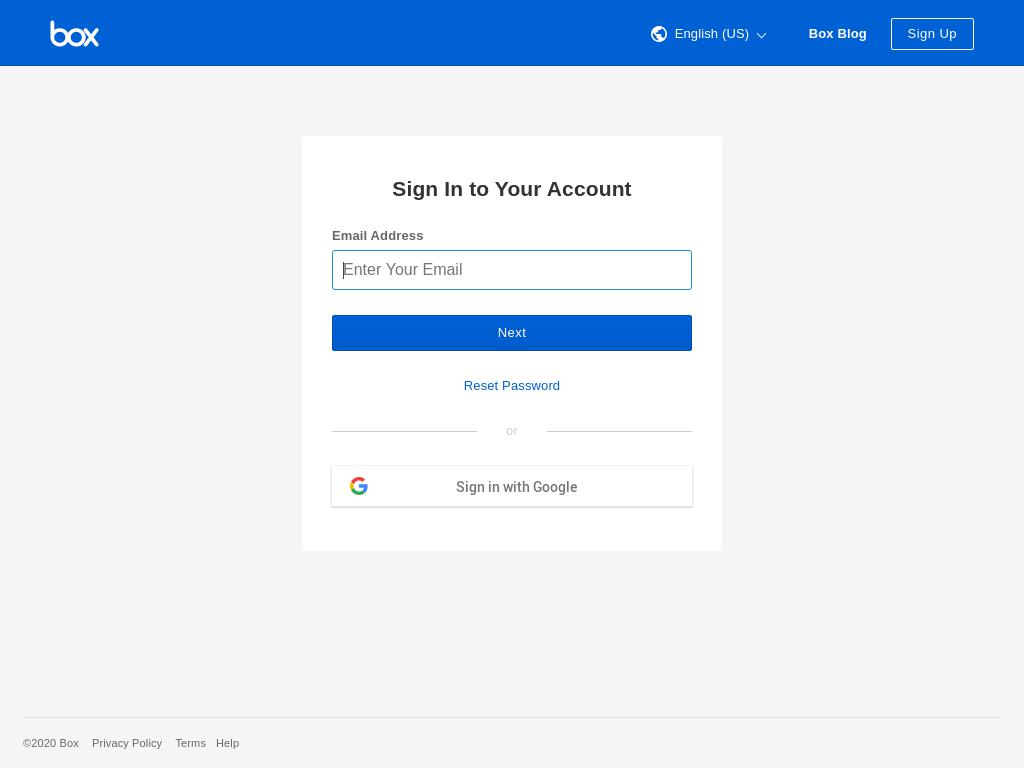 box
English (US)
Box Blog
Sign Up
Sign In to Your Account
Email Address
Enter Your Email
Next
Reset Password
or
Sign in with Google
©2020 Box Privacy Policy Terms Help